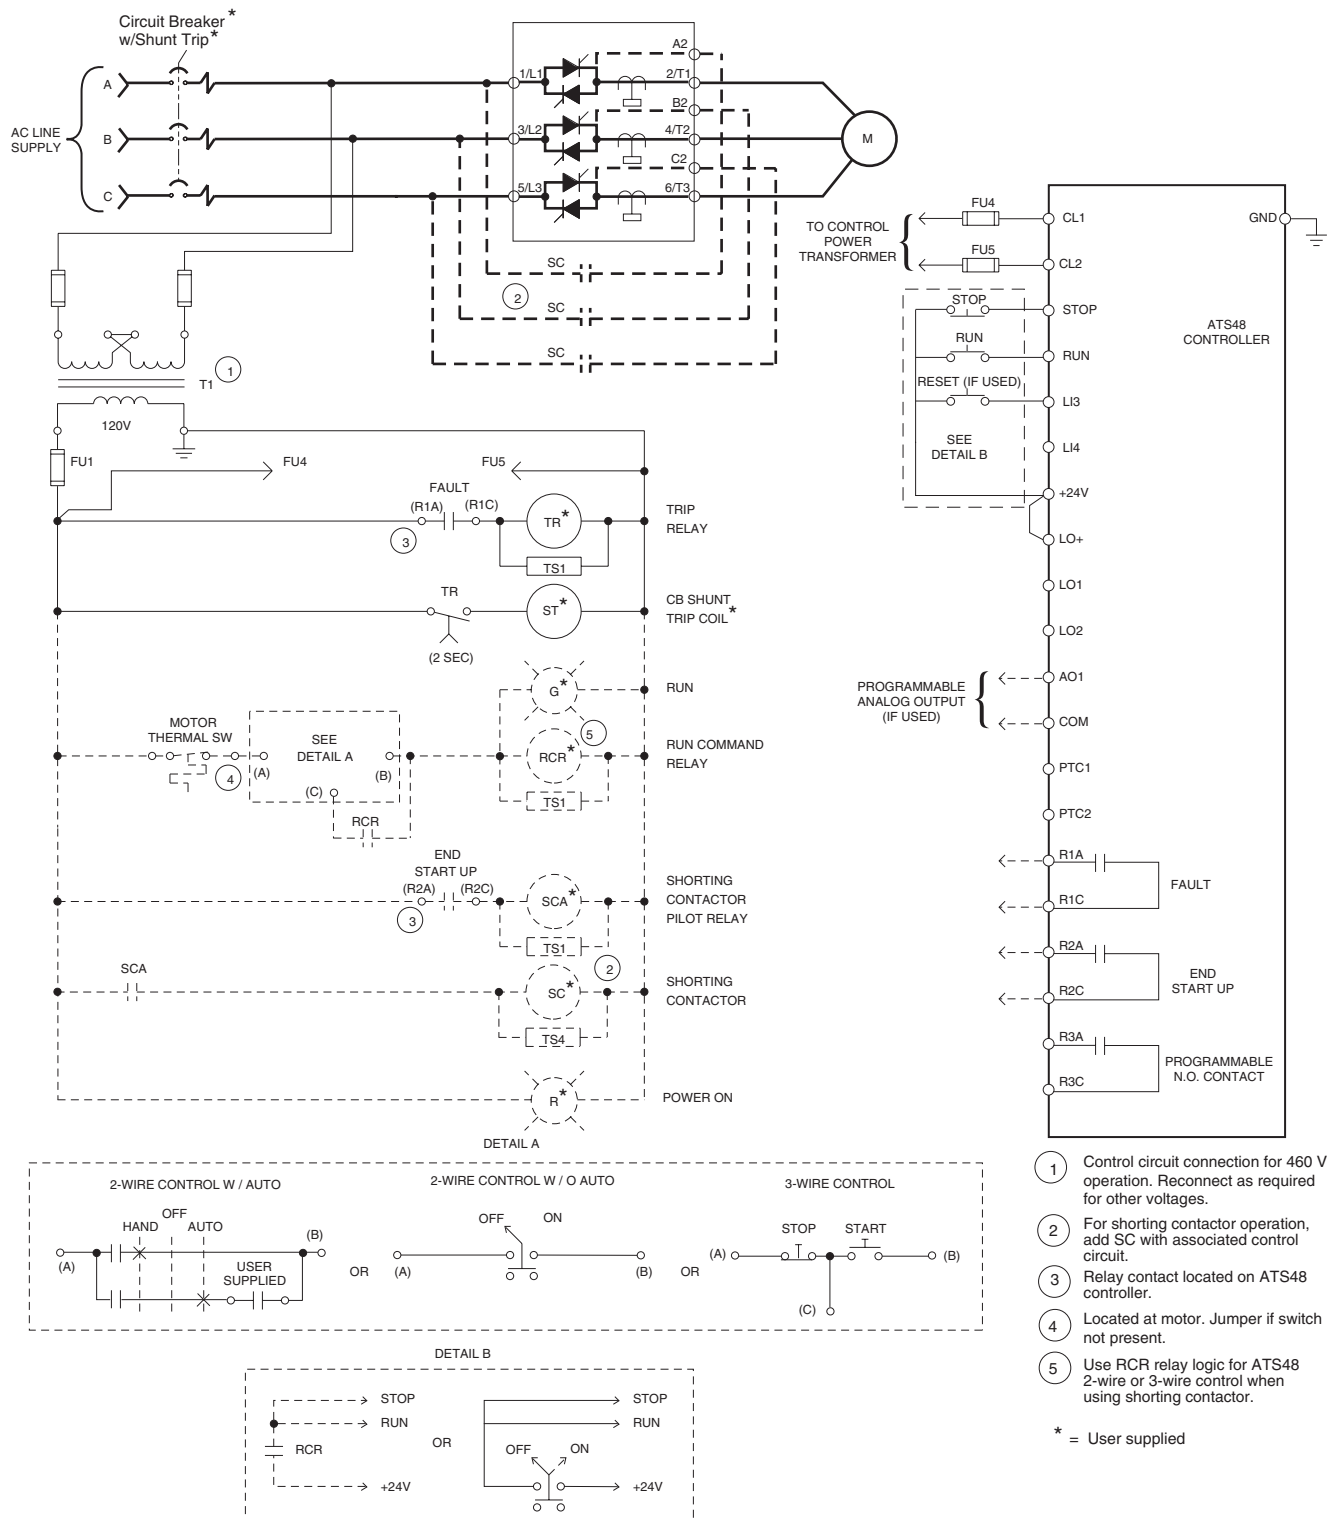 Circuit Breaker *
w/Shunt Trip*
AC LINE
SUPPLY
A
B
C
1/L1
3/L2
5/L3
A2
2/T1
B2
4/T2
C2
6/T3
M
SC
2
SC
SC
T1
1
120V
FU1
FU4
FU5
FAULT
(R1A)
(R1C)
3
TR*
TS1
TRIP
RELAY
TR
(2 SEC)
ST*
CB SHUNT
TRIP COIL*
G*
RUN
5
MOTOR
THERMAL SW
4
(A)
SEE
DETAIL A
(B)
(C)
RCR
RCR*
TS1
RUN COMMAND
RELAY
END
START UP
(R2A)
(R2C)
3
SCA*
TS1
SHORTING
CONTACTOR
PILOT RELAY
SCA
2
SC*
TS4
SHORTING
CONTACTOR
R*
POWER ON
TO CONTROL
POWER
TRANSFORMER
FU4
FU5
STOP
RUN
RESET (IF USED)
SEE
DETAIL B
PROGRAMMABLE
ANALOG OUTPUT
(IF USED)
CL1
GND
CL2
STOP
ATS48
CONTROLLER
RUN
LI3
LI4
+24V
LO+
LO1
LO2
AO1
COM
PTC1
PTC2
R1A
FAULT
R1C
R2A
END
START UP
R2C
R3A
PROGRAMMABLE
N.O. CONTACT
R3C
DETAIL A
2-WIRE CONTROL W / AUTO
HAND
OFF
AUTO
(A)
(B)
USER
SUPPLIED
OR
2-WIRE CONTROL W / O AUTO
OFF
ON
(A)
(B)
OR
3-WIRE CONTROL
STOP
START
(A)
(B)
(C)
DETAIL B
STOP
RUN
RCR
+24V
OR
STOP
RUN
OFF
ON
+24V
1 Control circuit connection for 460 V
operation. Reconnect as required
for other voltages.
2 For shorting contactor operation,
add SC with associated control
circuit.
3 Relay contact located on ATS48
controller.
4 Located at motor. Jumper if switch
not present.
5 Use RCR relay logic for ATS48
2-wire or 3-wire control when
using shorting contactor.
* = User supplied